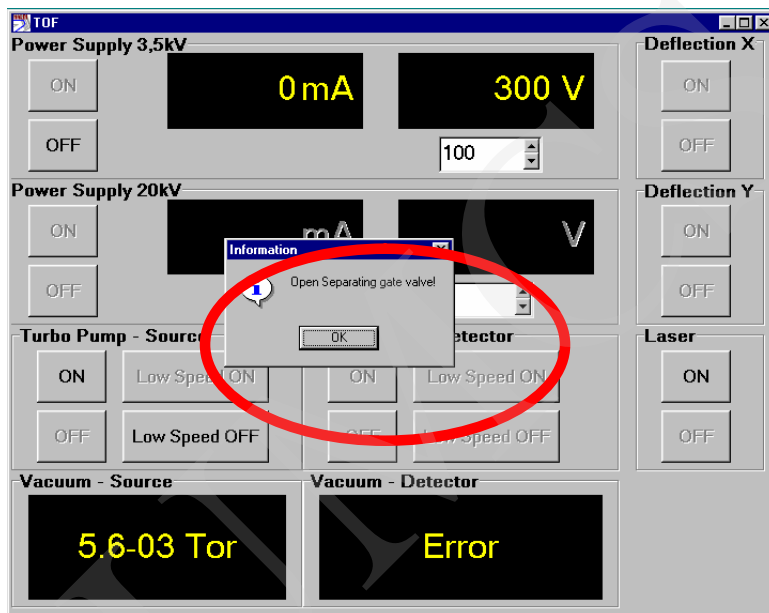 TOF
Power Supply 3,5kV
Deflection X
ON
0 mA
300 V
ON
OFF
100
OFF
Power Supply 20kV
Deflection Y
ON
mA
V
ON
Information
Open Separating gate valve!
OFF
OFF
OK
Turbo Pump - Source
etector
Laser
ON
Low Speed ON
ON
Low Speed ON
ON
OFF
Low Speed OFF
OFF
Low Speed OFF
OFF
Vacuum - Source
Vacuum - Detector
5.6-03 Tor
Error